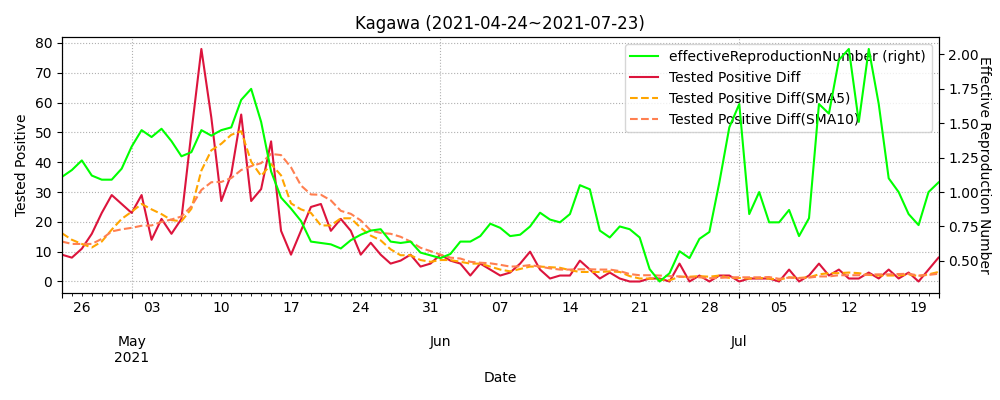 Kagawa (2021-04-24~2021-07-23)
80
70
60
50
40
30
20
10
0
Tested Positive
effectiveReproductionNumber (right)
Tested Positive Diff
Tested Positive Diff(SMA5)
Tested Positive Diff(SMA10)
2.00
1.75
1.50
1.25
1.00
0.75
0.50
Effective Reproduction Number
26 03 10 17 24 31 07 14 21 28 05 12 19
May Jun Jul
2021
Date